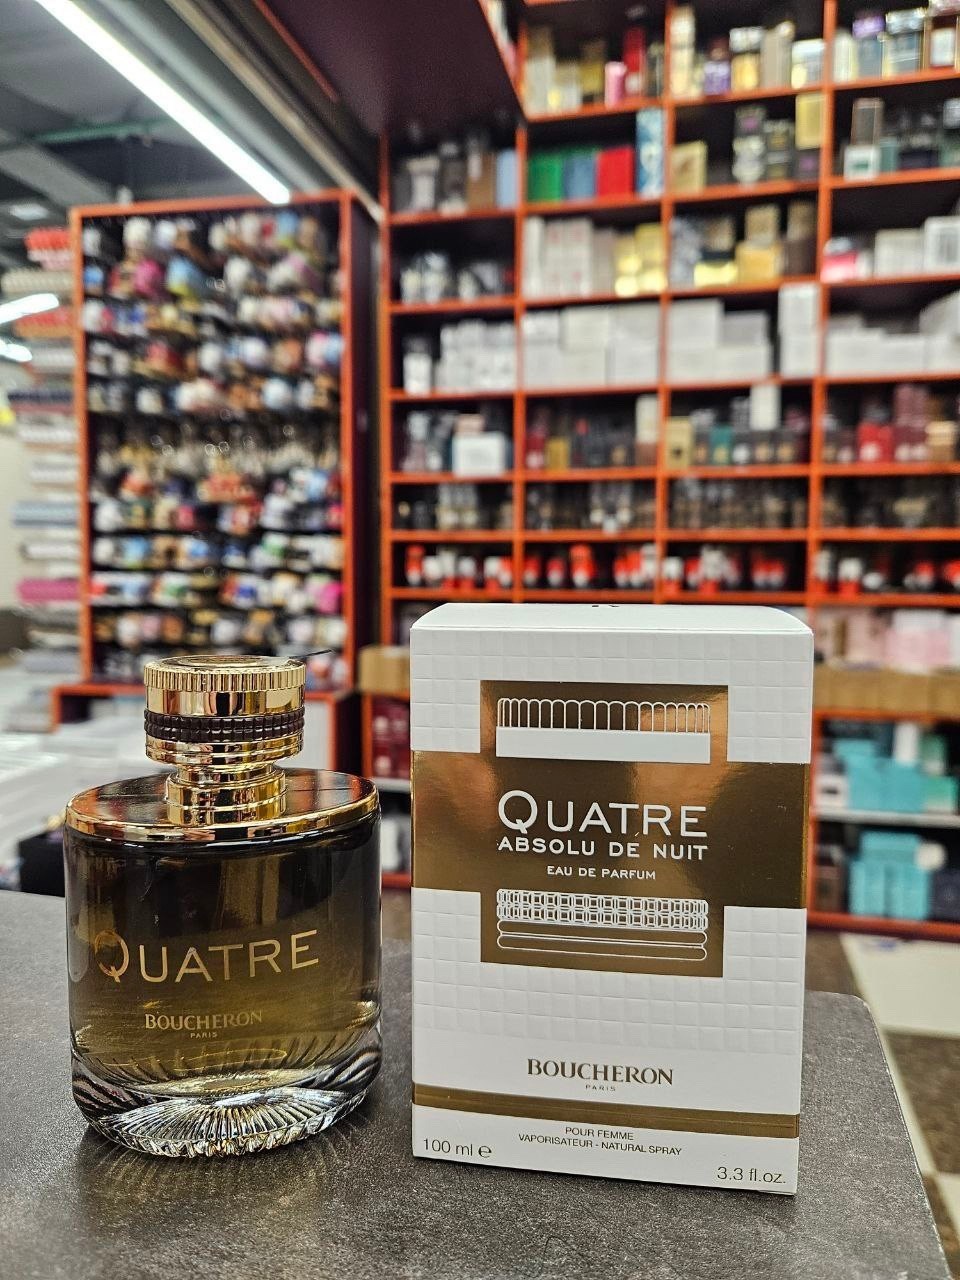 QUATRE
BOUCHERON
PARIS
QUATRE
ABSOLU DE NUIT
EAU DE PARFUM
BOUCHERON
PARIS
POUR FEMME
VAPORISATEUR - NATURAL SPRAY
100 ml ℮
3.3 fl.oz.